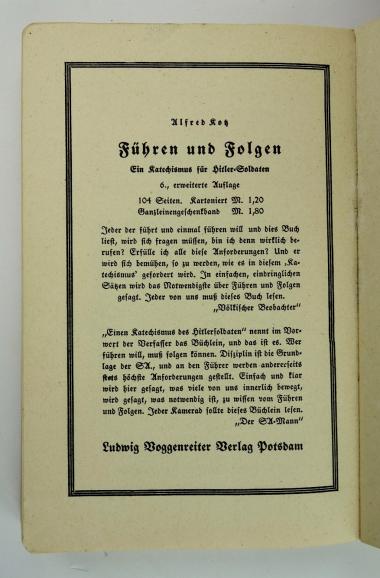 Alfred Kotz
Führen und Folgen
Ein Katechismus für Hitler-Soldaten
6., erweiterte Auflage
104 Seiten. Kartoniert M. 1,20
Ganzleinengeschenkband M. 1,80
Jeder der führt und einmal führen will und dies Buch
liest, wird sich fragen müssen, bin ich denn wirklich be-
rufen? Erfülle ich alle diese Anforderungen? Und er
wird sich bemühen, so zu werden, wie es in diesem ‚Ka-
techismus‘ gefordert wird. In einfachen, eindringlichen
Sätzen wird das Notwendigste über Führen und Folgen
gesagt. Jeder von uns muß dieses Buch lesen.
„Völkischer Beobachter“
„Einen Katechismus des Hitlersoldaten“ nennt im Vor-
wort der Verfasser das Büchlein, und das ist es. Wer
führen will, muß folgen können. Disziplin ist die Grund-
lage der SA., und an den Führer werden andererseits
stets höchste Anforderungen gestellt. Einfach und klar
wird hier gesagt, was viele von uns innerlich bewegt,
wird gesagt, was notwendig ist, zu wissen vom Führen
und Folgen. Jeder Kamerad sollte dieses Büchlein lesen.
„Der SA-Mann“
Ludwig Voggenreiter Verlag Potsdam